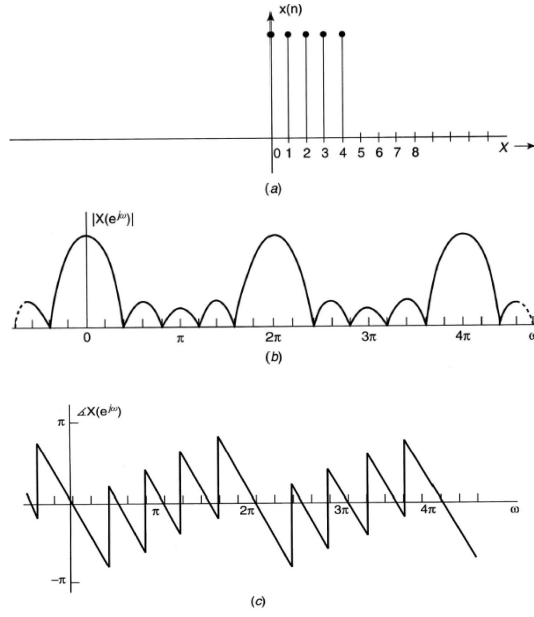 x(n)
0 1 2 3 4 5 6 7 8 X →
(a)
|X(e^{jω})|
0 π 2π 3π 4π ω
(b)
π ∡X(e^{jω})
π 2π 3π 4π ω
−π
(c)